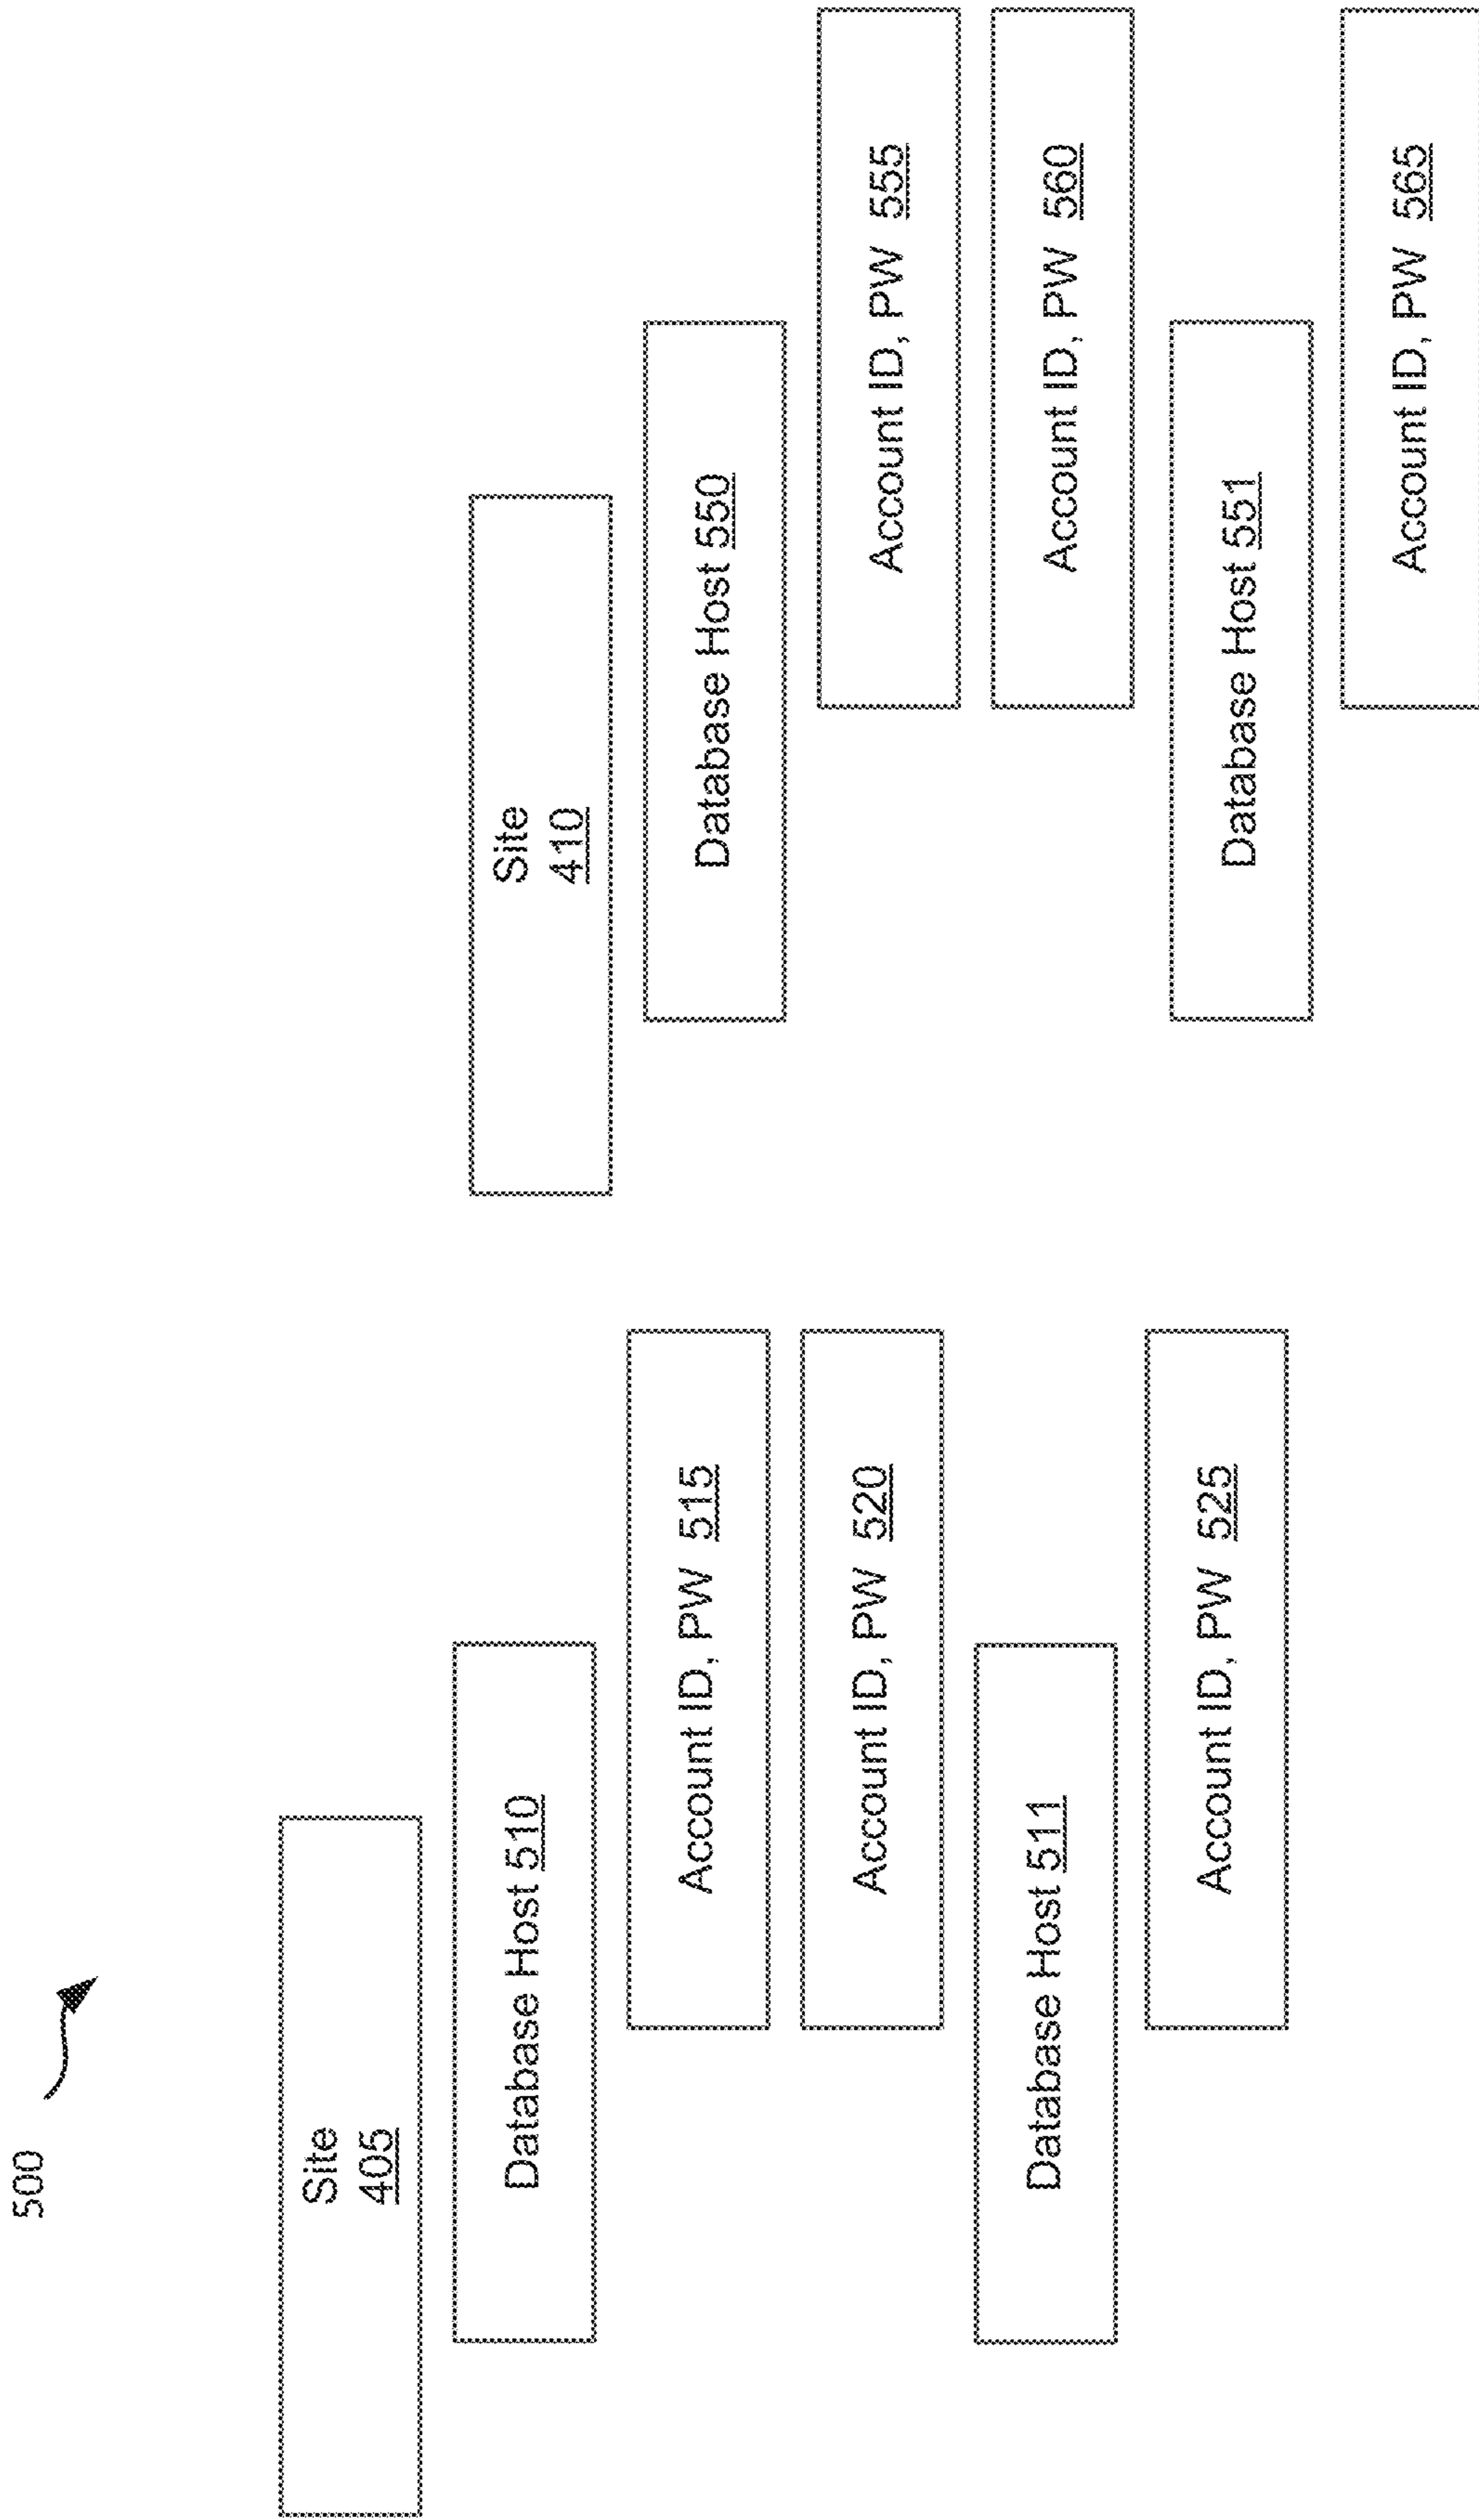 500
Site
405
Database Host 510
Account ID, PW 515
Account ID, PW 520
Database Host 511
Account ID, PW 525
Site
410
Database Host 550
Account ID, PW 555
Account ID, PW 560
Database Host 551
Account ID, PW 565